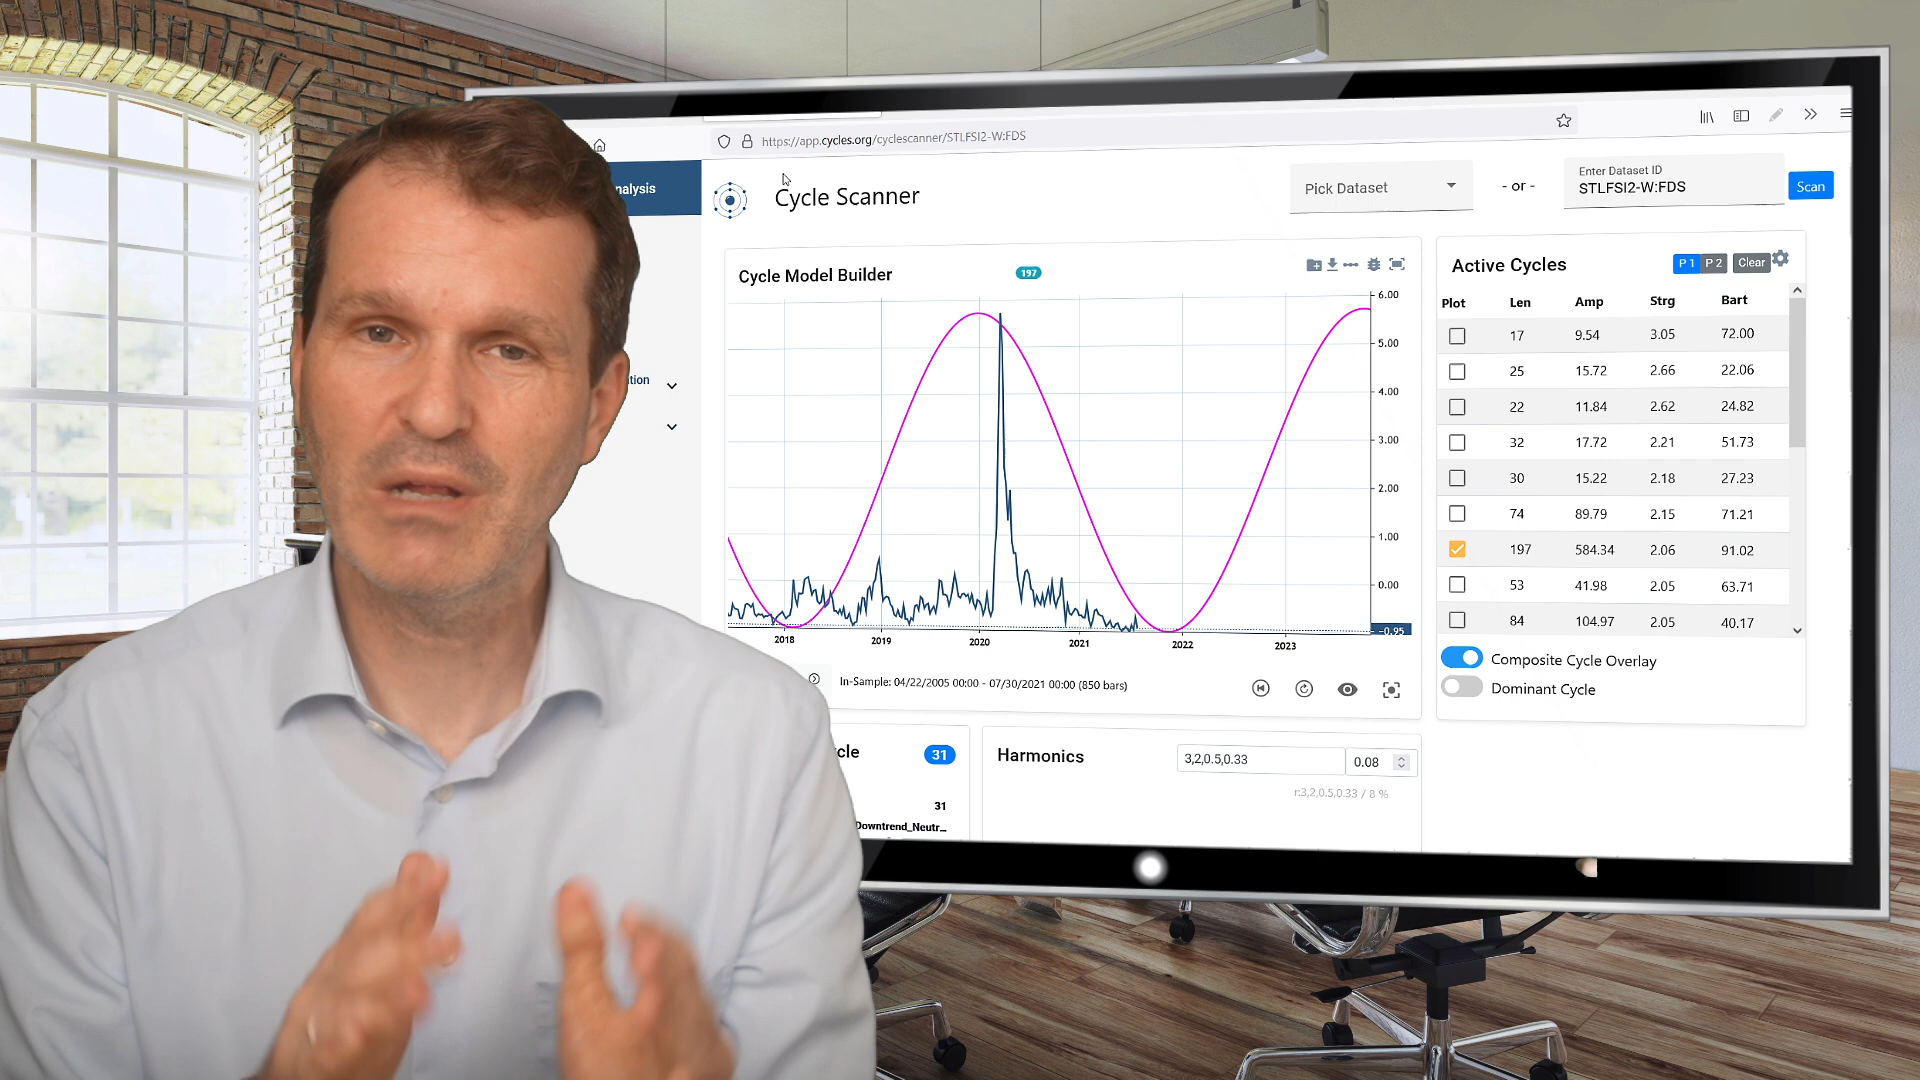 https://app.cycles.org/cyclescanner/STLFSI2-W:FDS
nalysis
Cycle Scanner
Pick Dataset
- or -
Enter Dataset ID
STLFSI2-W:FDS
Scan
tion
Cycle Model Builder
197
6.00
5.00
4.00
3.00
2.00
1.00
0.00
-0.95
2018 2019 2020 2021 2022 2023
In-Sample: 04/22/2005 00:00 - 07/30/2021 00:00 (850 bars)
Active Cycles
P 1 P 2 Clear
Plot Len Amp Strg Bart
17 9.54 3.05 72.00
25 15.72 2.66 22.06
22 11.84 2.62 24.82
32 17.72 2.21 51.73
30 15.22 2.18 27.23
74 89.79 2.15 71.21
197 584.34 2.06 91.02
53 41.98 2.05 63.71
84 104.97 2.05 40.17
Composite Cycle Overlay
Dominant Cycle
cle 31
31
Downtrend_Neutr...
Harmonics
3,2,0.5,0.33
0.08
r:3,2,0.5,0.33 / 8 %